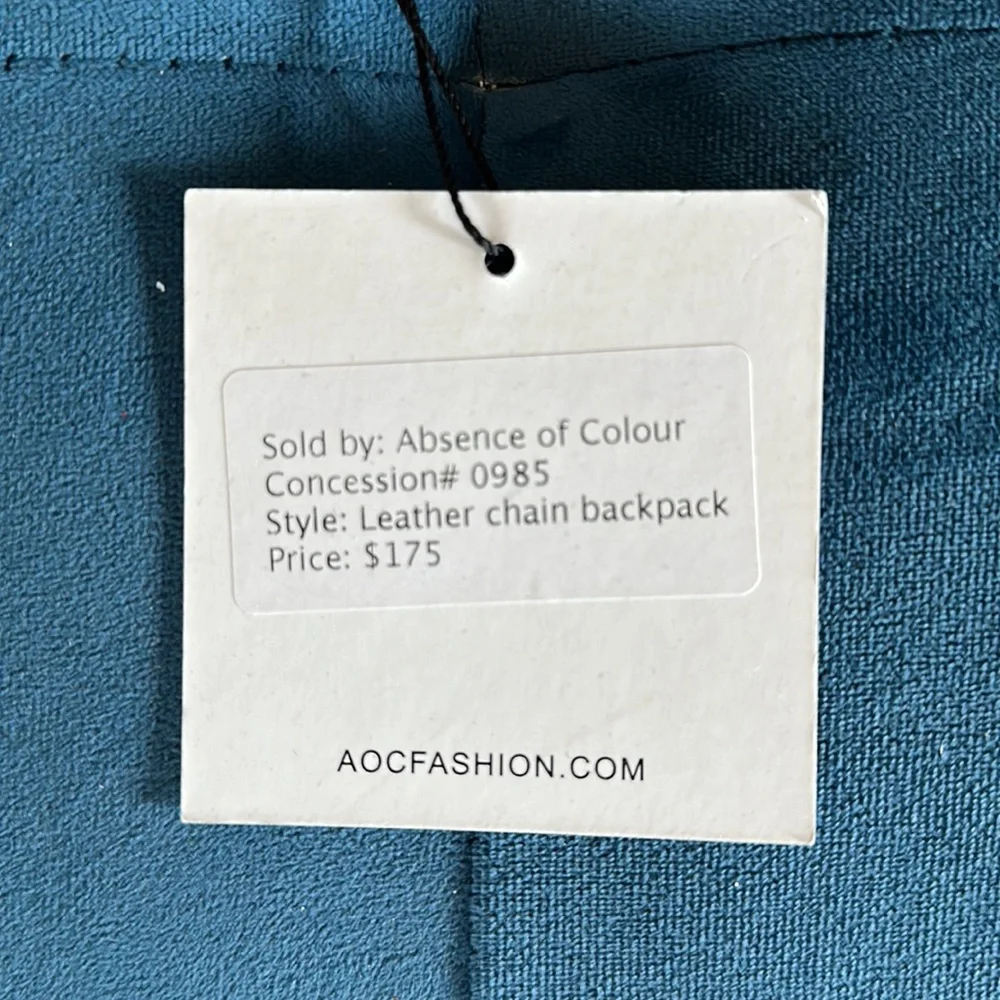 Sold by: Absence of Colour
Concession# 0985
Style: Leather chain backpack
Price: $175
AOCFASHION.COM